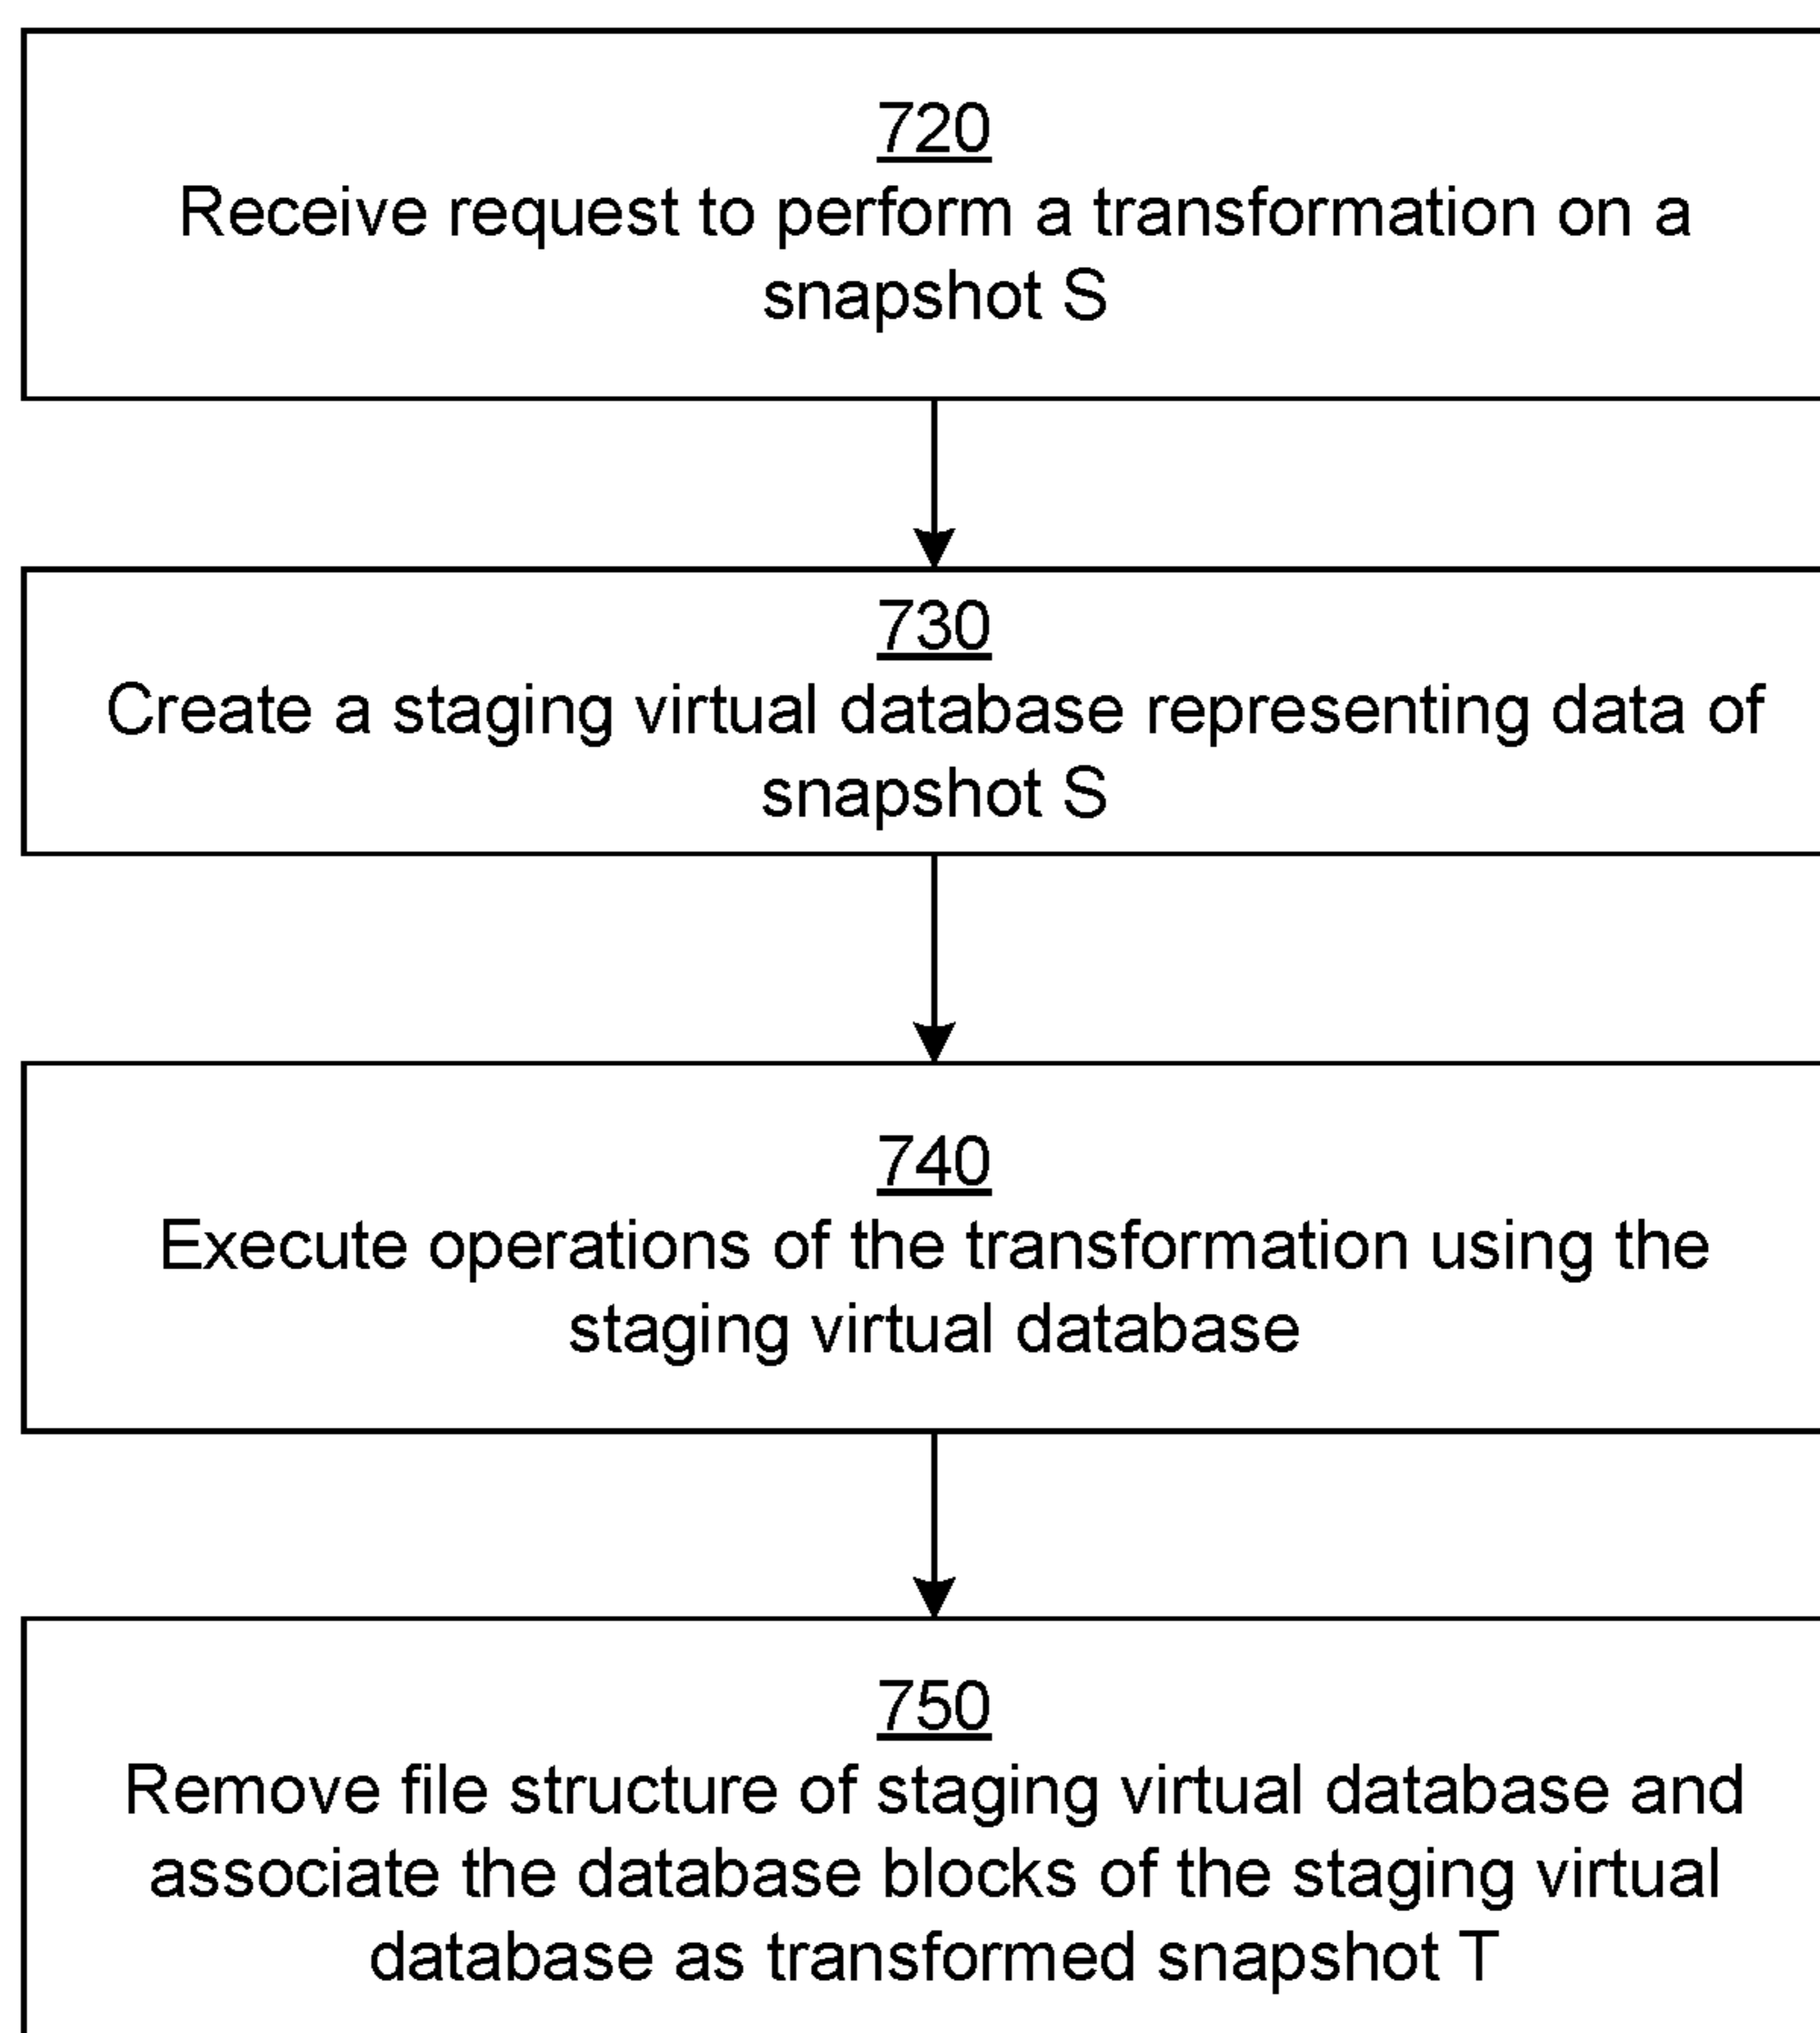 720
Receive request to perform a transformation on a
snapshot S
730
Create a staging virtual database representing data of
snapshot S
740
Execute operations of the transformation using the
staging virtual database
750
Remove file structure of staging virtual database and
associate the database blocks of the staging virtual
database as transformed snapshot T